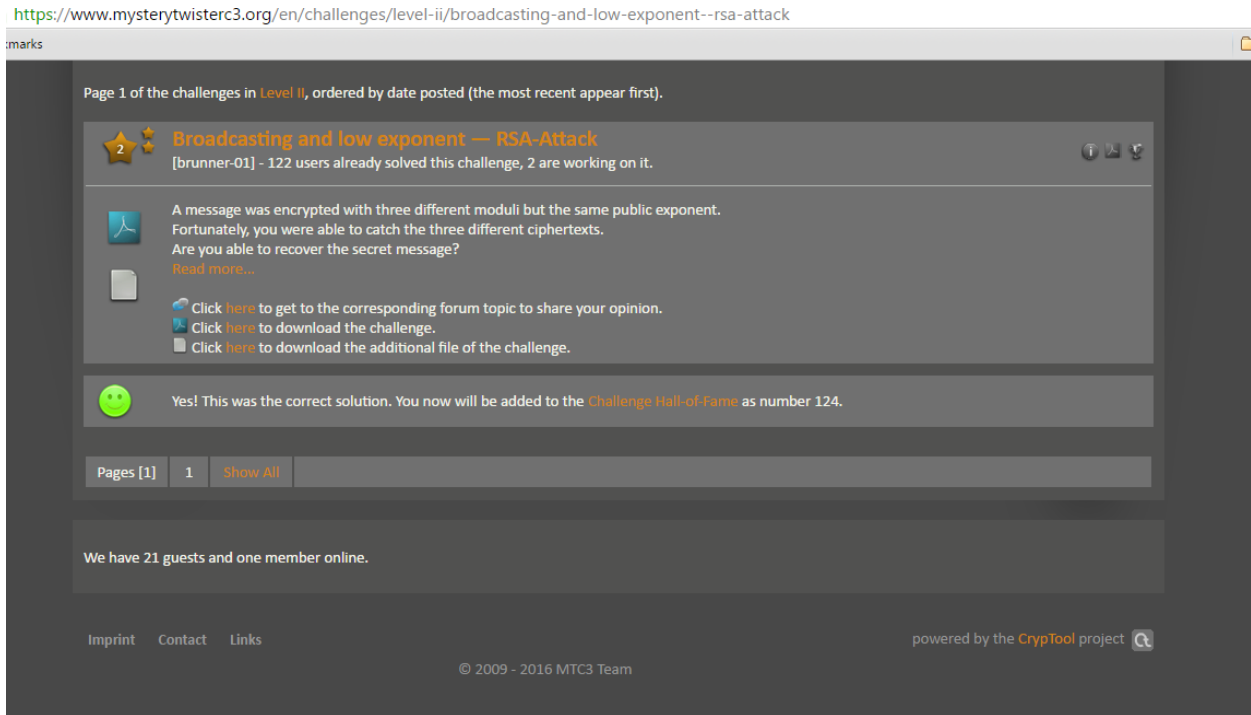 https://www.mysterytwisterc3.org/en/challenges/level-ii/broadcasting-and-low-exponent--rsa-attack
kmarks
Page 1 of the challenges in Level II, ordered by date posted (the most recent appear first).
2
Broadcasting and low exponent — RSA-Attack
[brunner-01] - 122 users already solved this challenge, 2 are working on it.
A message was encrypted with three different moduli but the same public exponent.
Fortunately, you were able to catch the three different ciphertexts.
Are you able to recover the secret message?
Read more...
Click here to get to the corresponding forum topic to share your opinion.
Click here to download the challenge.
Click here to download the additional file of the challenge.
Yes! This was the correct solution. You now will be added to the Challenge Hall-of-Fame as number 124.
Pages [1] 1 Show All
We have 21 guests and one member online.
Imprint Contact Links
powered by the CrypTool project
© 2009 - 2016 MTC3 Team